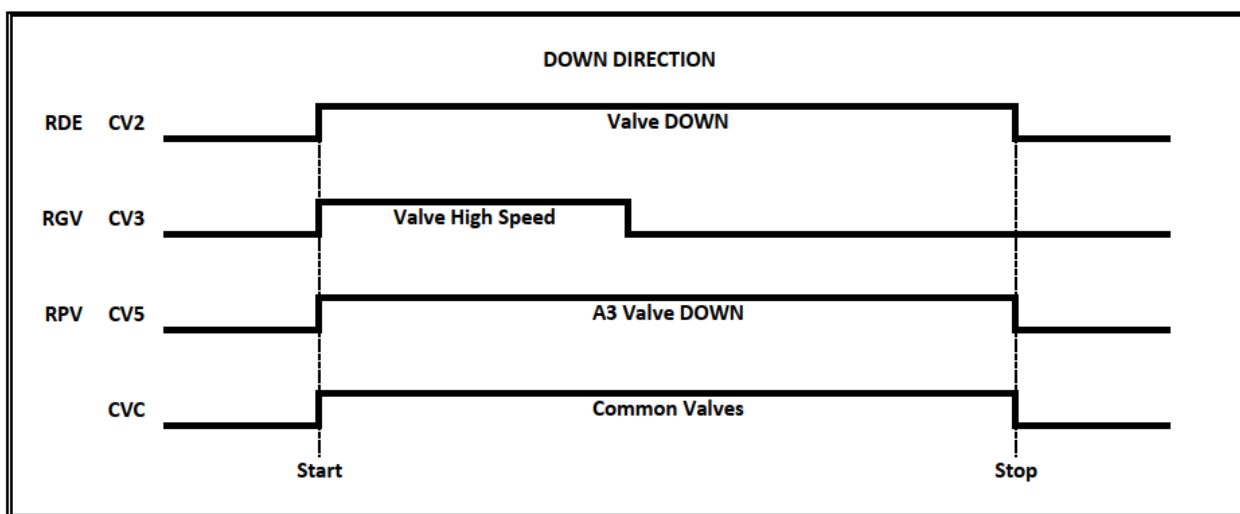 DOWN DIRECTION
RDE CV2 Valve DOWN
RGV CV3 Valve High Speed
RPV CV5 A3 Valve DOWN
CVC Common Valves
Start Stop